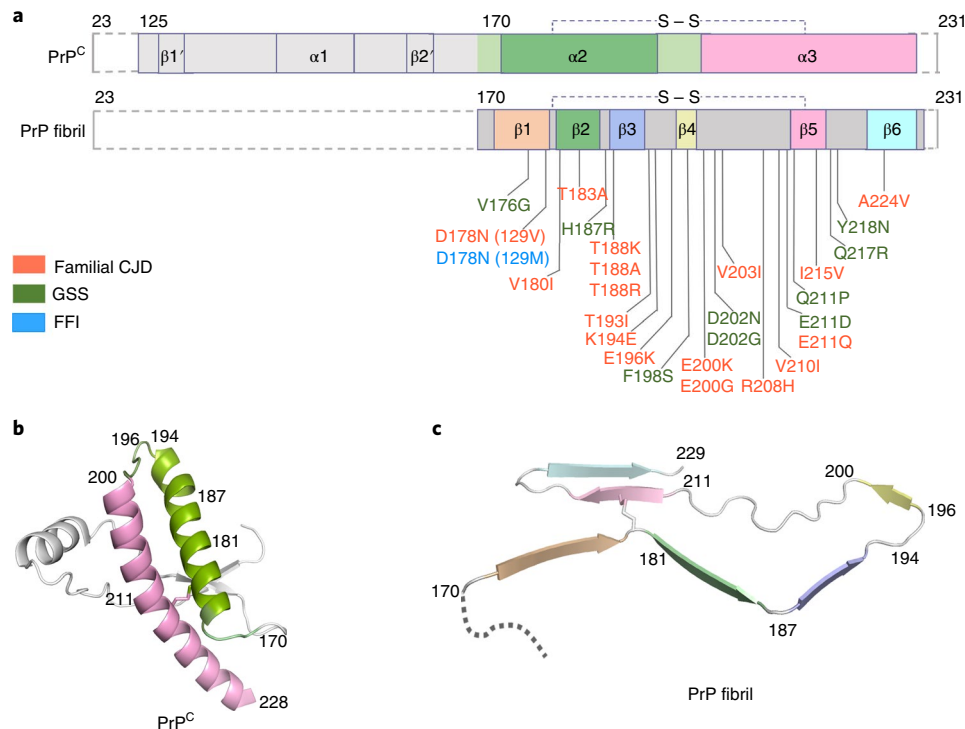 a
23 125 170 S – S 231
PrPᶜ β1′ α1 β2′ α2 α3
23 170 S – S 231
PrP fibril β1 β2 β3 β4 β5 β6
V176G T183A A224V
H187R Y218N
D178N (129V) T188K Q217R
D178N (129M) T188A V203I I215V
V180I T188R Q211P
T193I D202N E211D
K194E D202G E211Q
E196K E200K V210I
F198S E200G R208H
Familial CJD
GSS
FFI
b
196 194
200
187
181
211
170
228
PrPᶜ
c
229
211 200
196
181 194
170
187
PrP fibril